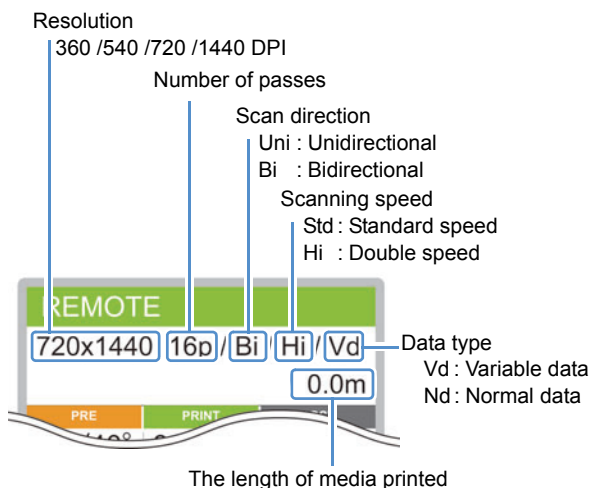 Resolution
360 /540 /720 /1440 DPI
Number of passes
Scan direction
Uni : Unidirectional
Bi : Bidirectional
Scanning speed
Std : Standard speed
Hi : Double speed
REMOTE
720x1440 16p / Bi / Hi / Vd
Data type
Vd : Variable data
Nd : Normal data
0.0m
PRE PRINT
The length of media printed